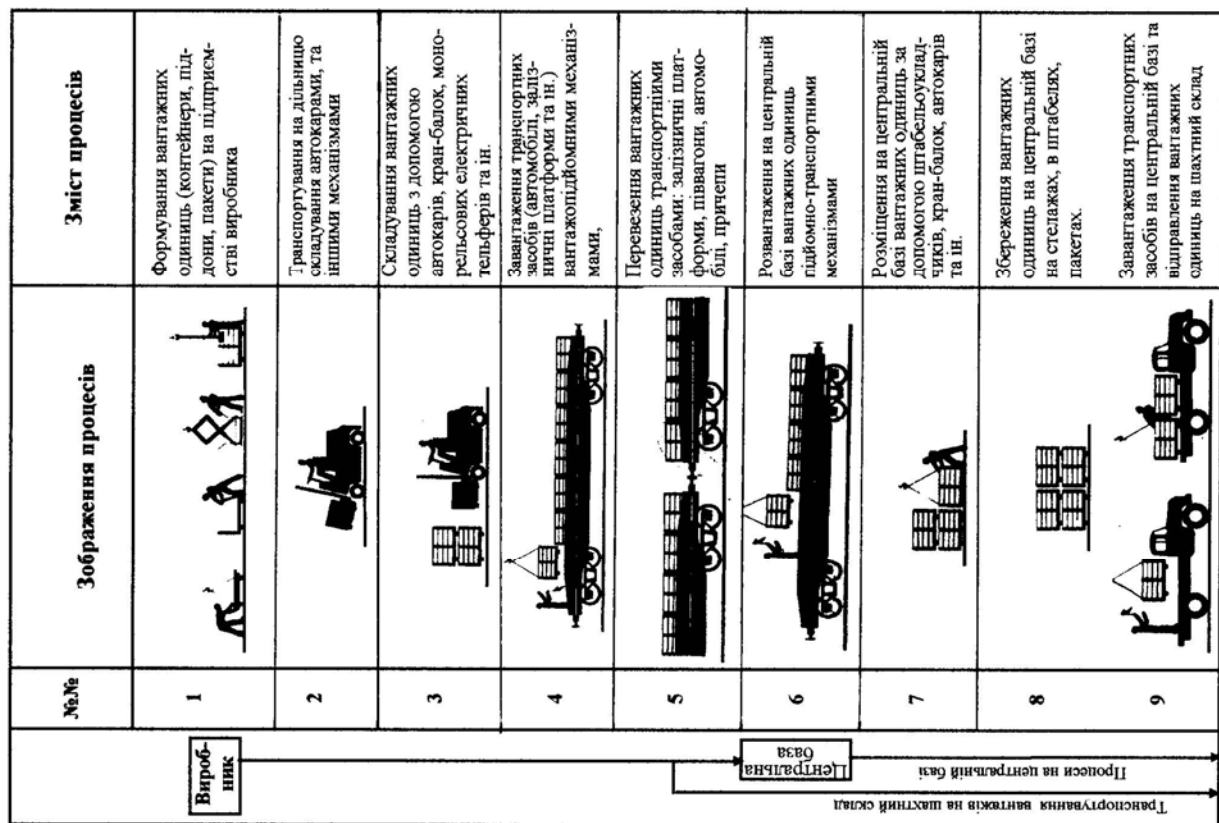 №№
Зображення процесів
Зміст процесів
Вироб-
ник
1
Формування вантажних
одиниць (контейнери, під-
дони, пакети) на підприєм-
стві виробника
2
Транспортування на дільницю
складування автокарами, та
іншими механізмами
3
Складування вантажних
одиниць з допомогою
автокарів, кран-балок, моно-
рельсових електричних
тельферів та ін.
4
Завантаження транспортних
засобів (автомобілі, заліз-
ничні платформи та ін.)
вантажопідйомними механіз-
мами,
5
Перевезення вантажних
одиниць транспортніими
засобами: залізничні плат-
форми, піввагони, автомо-
білі, причепи
Центральна
база
6
Розвантаження на центральній
базі вантажних одиниць
підйомно-транспортними
механізмами
7
Розміщення на центральній
базі вантажних одиниць за
допомогою штабельоуклад-
чиків, кран-балок, автокарів
та ін.
8
Збереження вантажних
одиниць на центральній базі
на стелажах, в штабелях,
пакетах.
9
Завантаження транспортних
засобів на центральній базі та
відправлення вантажних
одиниць на шахтний склад
Процеси на центральній базі
Транспортування вантажів на шахтний склад